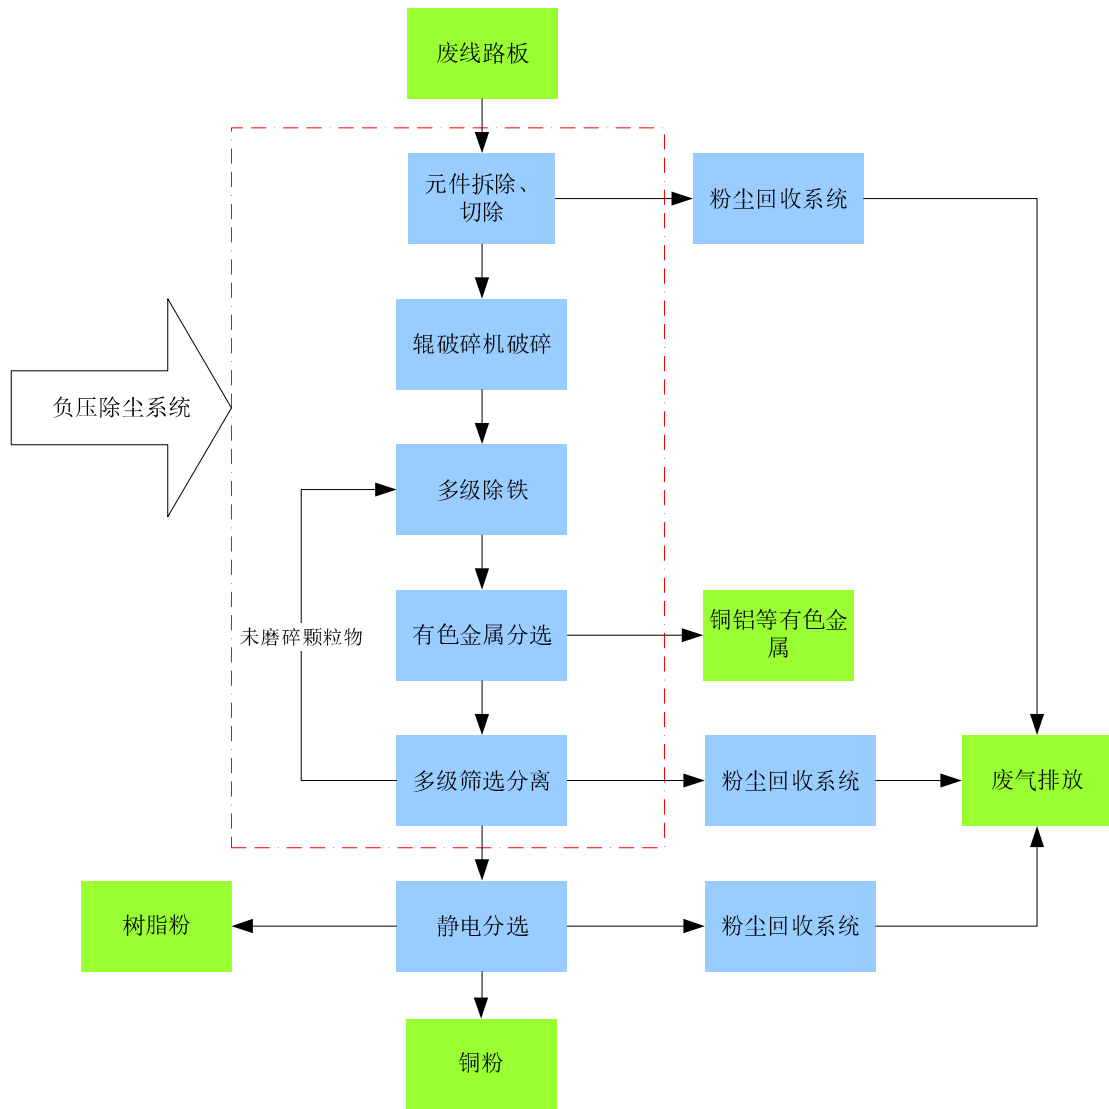 废线路板
元件拆除、
切除
粉尘回收系统
辊破碎机破碎
负压除尘系统
多级除铁
未磨碎颗粒物
有色金属分选
铜铝等有色金
属
多级筛选分离
粉尘回收系统
废气排放
树脂粉
静电分选
粉尘回收系统
铜粉